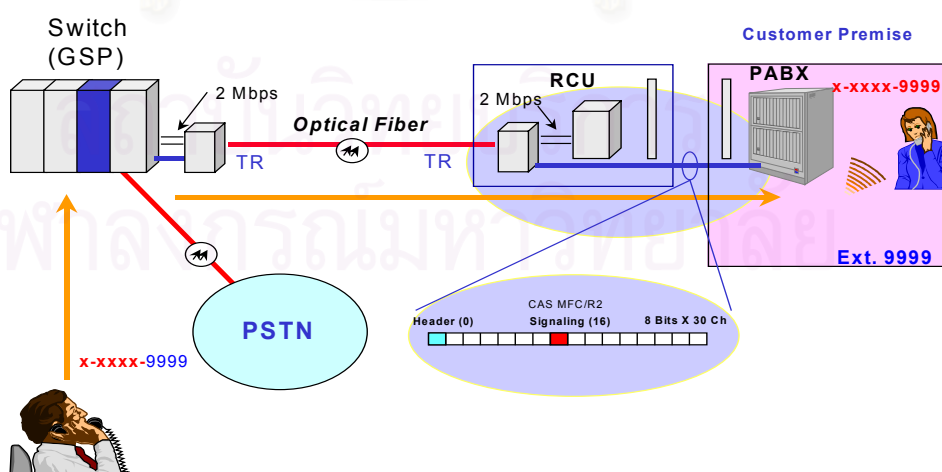 Switch
(GSP)
2 Mbps
Optical Fiber
TR
TR
RCU
2 Mbps
Customer Premise
PABX
x-xxxx-9999
Ext. 9999
PSTN
CAS MFC/R2
Header (0) Signaling (16) 8 Bits X 30 Ch
x-xxxx-9999